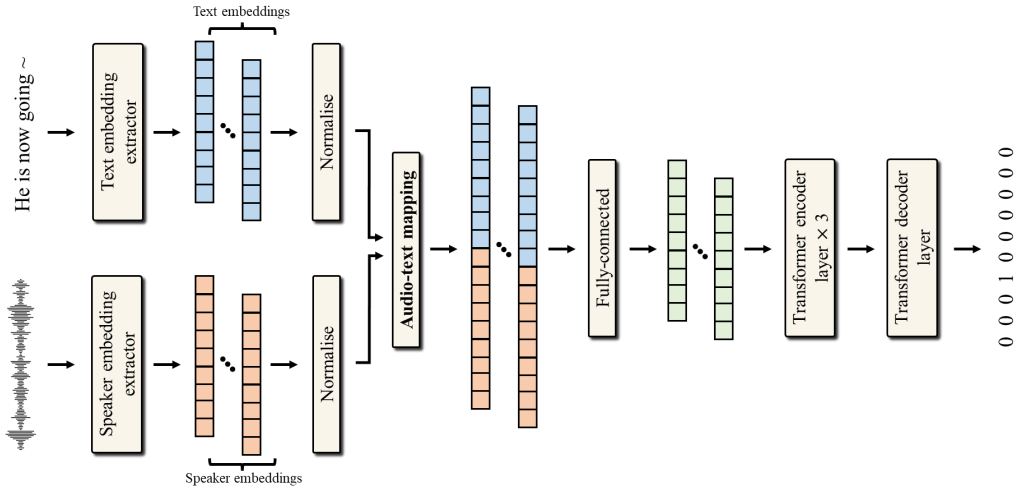 Text embeddings
He is now going ~
Text embedding
extractor
Normalise
Speaker embedding
extractor
Normalise
Speaker embeddings
Audio-text mapping
Fully-connected
Transformer encoder
layer × 3
Transformer decoder
layer
0 0 0 1 0 0 0 0 0 0